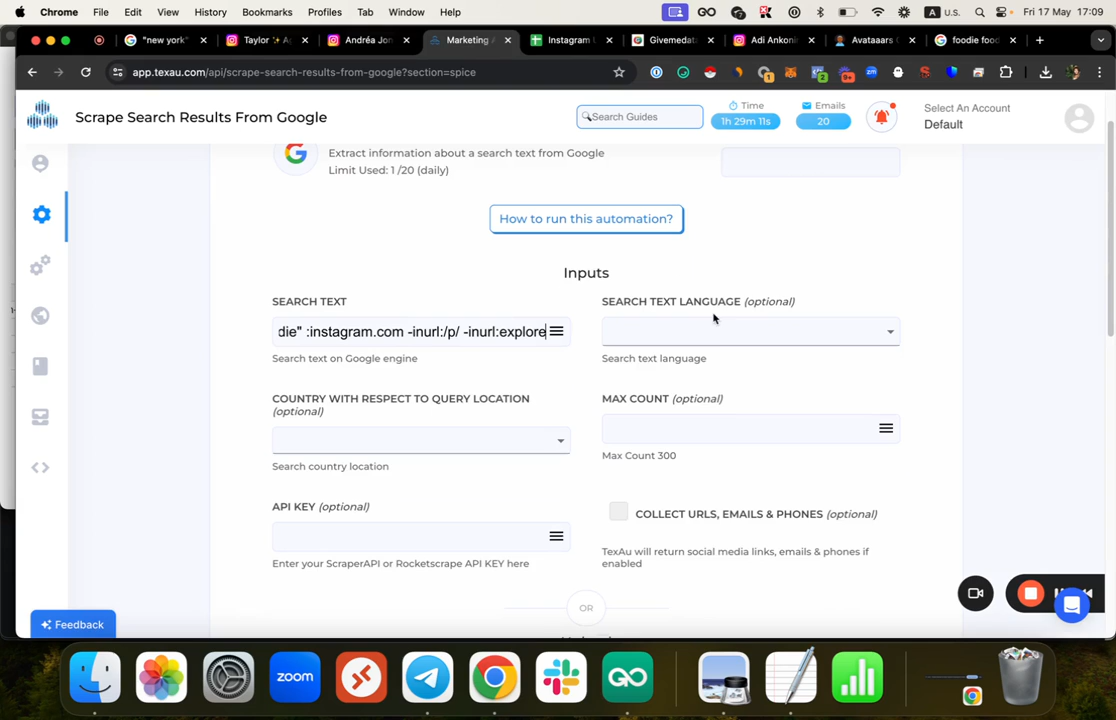 Chrome File Edit View History Bookmarks Profiles Tab Window Help A U.S. Fri 17 May 17:09
"new york" Taylor Andréa Jon Marketing Instagram Givemedat Adi Ankoni Avataaars foodie food
app.texau.com/api/scrape-search-results-from-google?section=spice
Scrape Search Results From Google
Search Guides
Time
1h 29m 11s
Emails
20
Select An Account
Default
Extract information about a search text from Google
Limit Used: 1 /20 (daily)
How to run this automation?
Inputs
SEARCH TEXT
die" :instagram.com -inurl:/p/ -inurl:explore
Search text on Google engine
SEARCH TEXT LANGUAGE (optional)
Search text language
COUNTRY WITH RESPECT TO QUERY LOCATION
(optional)
Search country location
MAX COUNT (optional)
Max Count 300
API KEY (optional)
Enter your ScraperAPI or Rocketscrape API KEY here
COLLECT URLS, EMAILS & PHONES (optional)
TexAu will return social media links, emails & phones if
enabled
OR
Feedback
zoom